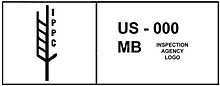 IPPC
US - 000
MB
INSPECTION
AGENCY
LOGO